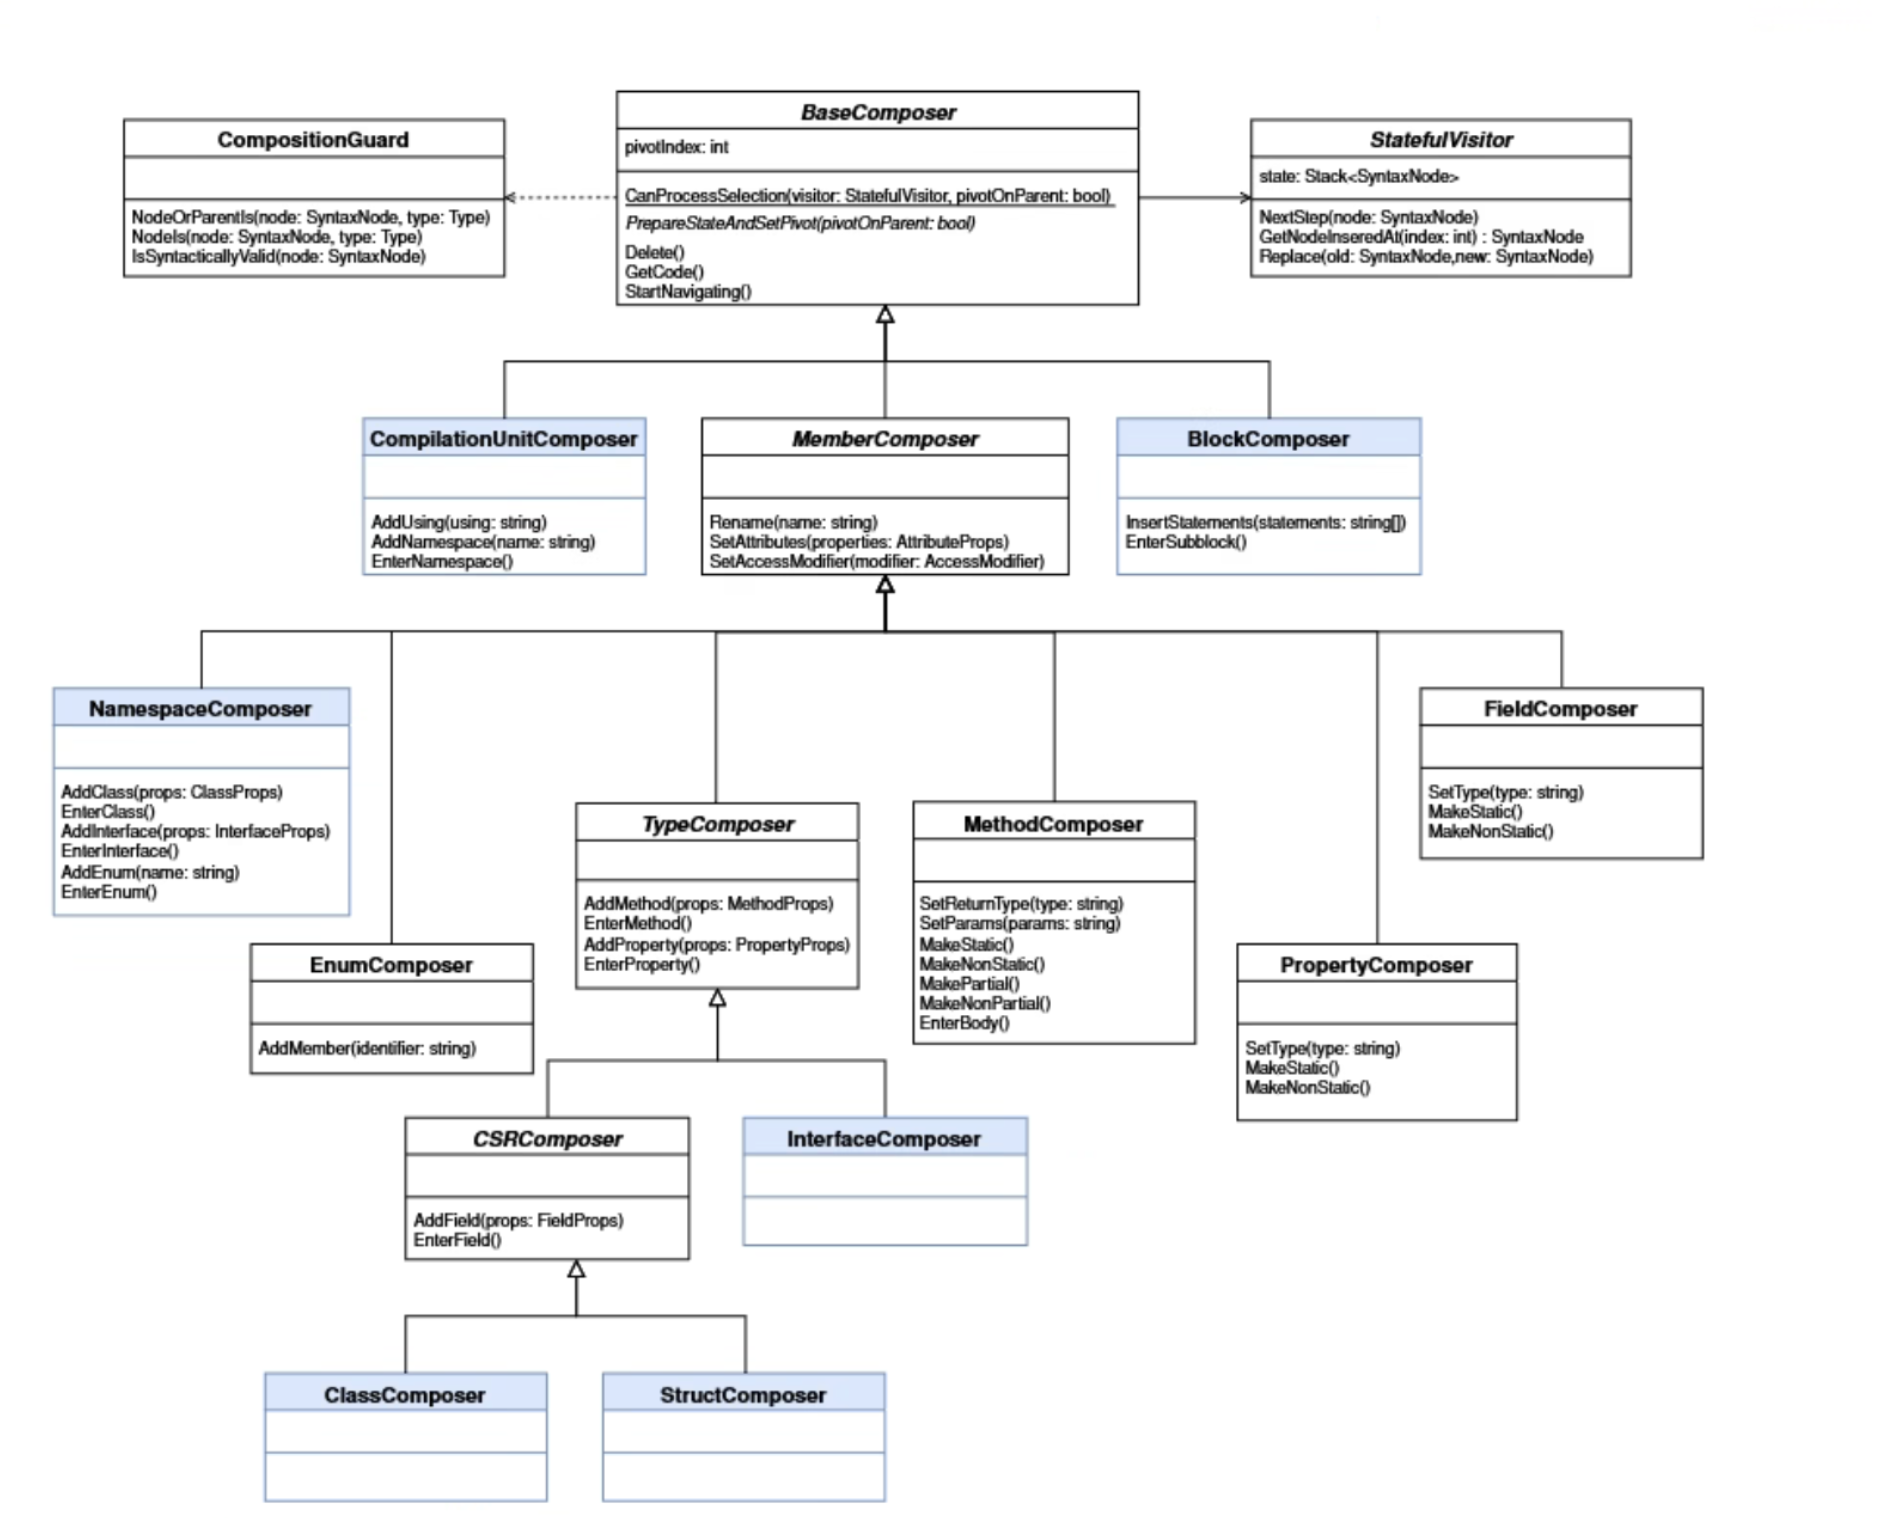 BaseComposer
pivotIndex: int
CanProcessSelection(visitor: StatefulVisitor, pivotOnParent: bool)
PrepareStateAndSetPivot(pivotOnParent: bool)
Delete()
GetCode()
StartNavigating()
CompositionGuard
NodeOrParentIs(node: SyntaxNode, type: Type)
NodeIs(node: SyntaxNode, type: Type)
IsSyntacticallyValid(node: SyntaxNode)
StatefulVisitor
state: Stack<SyntaxNode>
NextStep(node: SyntaxNode)
GetNodeInseredAt(index: int) : SyntaxNode
Replace(old: SyntaxNode,new: SyntaxNode)
CompilationUnitComposer
AddUsing(using: string)
AddNamespace(name: string)
EnterNamespace()
MemberComposer
Rename(name: string)
SetAttributes(properties: AttributeProps)
SetAccessModifier(modifier: AccessModifier)
BlockComposer
InsertStatements(statements: string[])
EnterSubblock()
NamespaceComposer
AddClass(props: ClassProps)
EnterClass()
AddInterface(props: InterfaceProps)
EnterInterface()
AddEnum(name: string)
EnterEnum()
EnumComposer
AddMember(identifier: string)
TypeComposer
AddMethod(props: MethodProps)
EnterMethod()
AddProperty(props: PropertyProps)
EnterProperty()
MethodComposer
SetReturnType(type: string)
SetParams(params: string)
MakeStatic()
MakeNonStatic()
MakePartial()
MakeNonPartial()
EnterBody()
PropertyComposer
SetType(type: string)
MakeStatic()
MakeNonStatic()
FieldComposer
SetType(type: string)
MakeStatic()
MakeNonStatic()
CSRComposer
AddField(props: FieldProps)
EnterField()
InterfaceComposer
ClassComposer
StructComposer